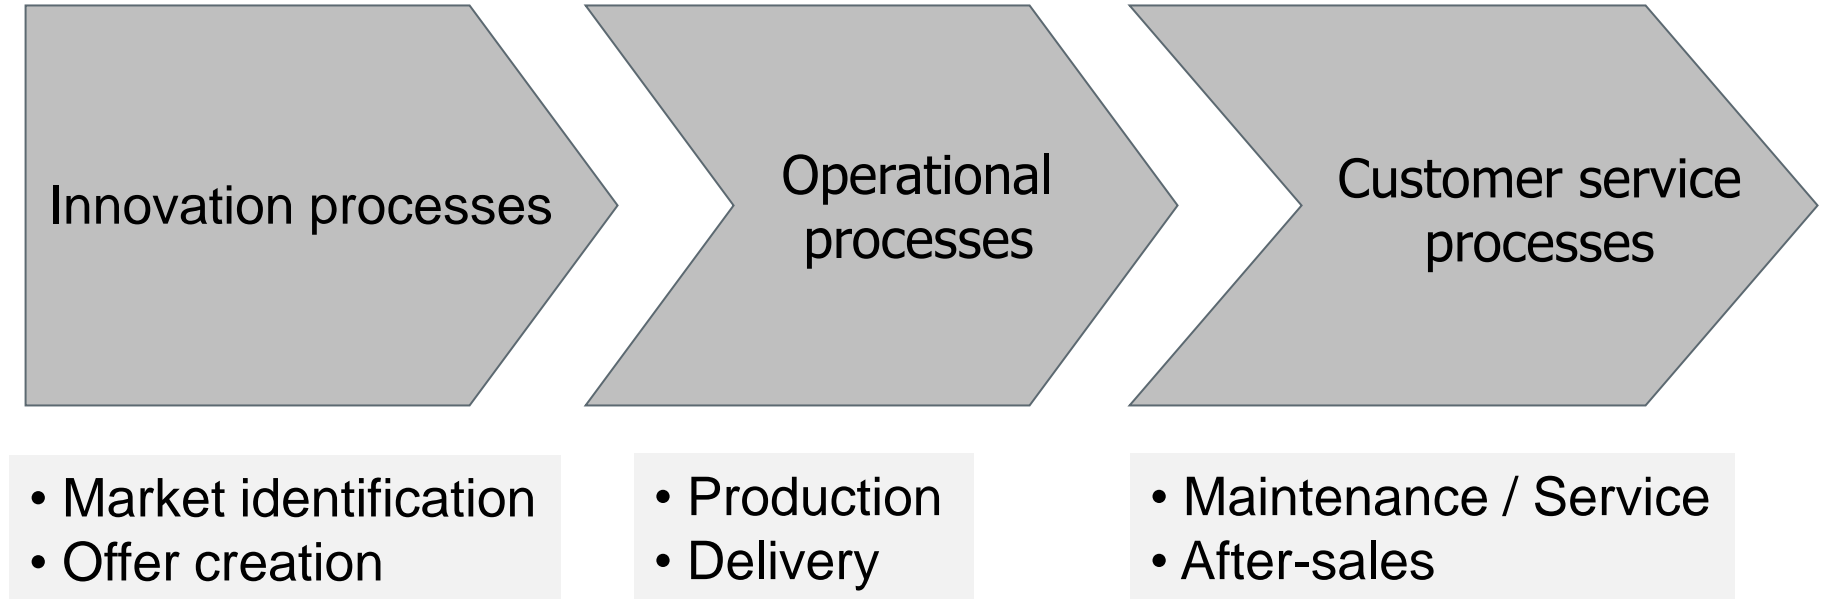 Innovation processes
Operational
processes
Customer service
processes
• Market identification
• Offer creation
• Production
• Delivery
• Maintenance / Service
• After-sales